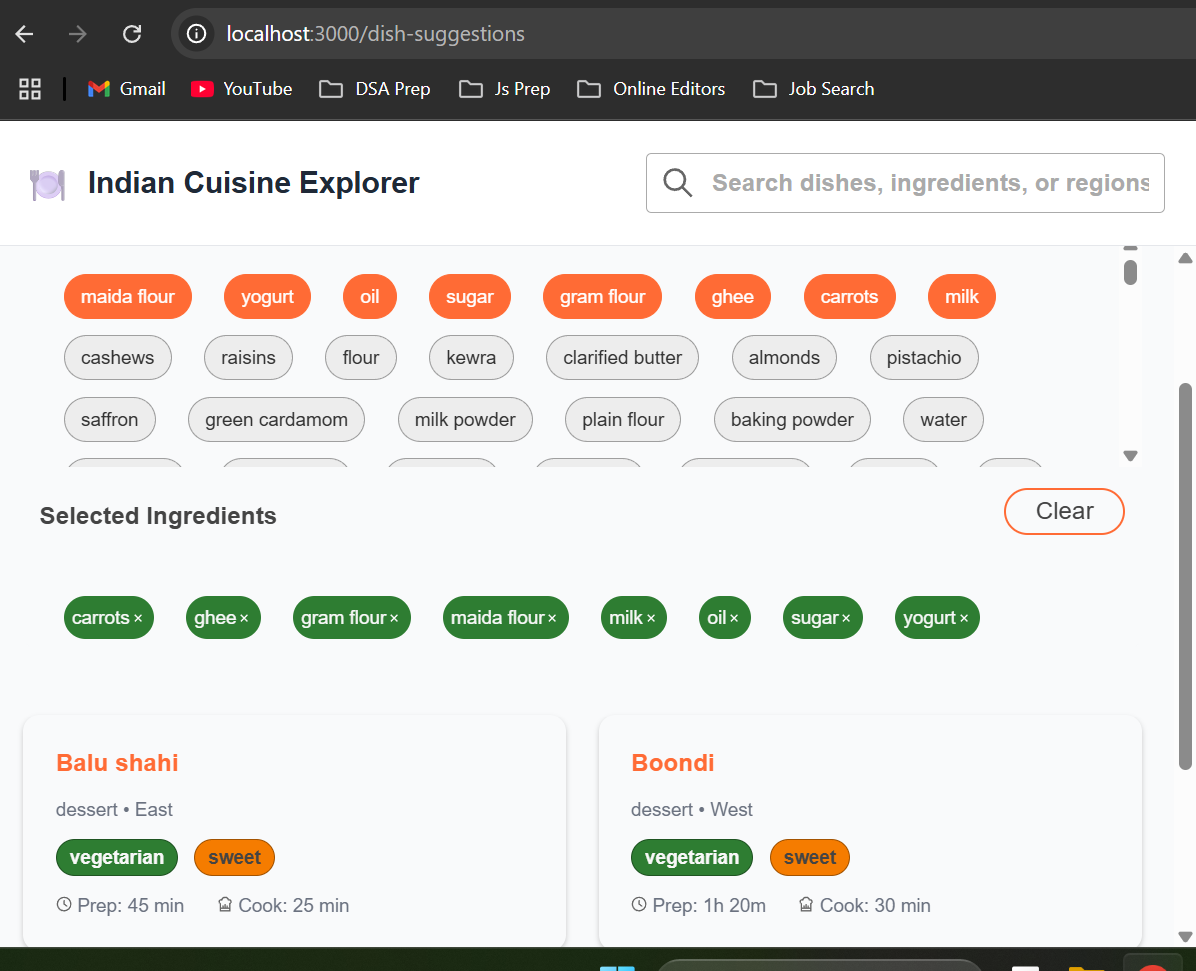 localhost:3000/dish-suggestions
Gmail YouTube DSA Prep Js Prep Online Editors Job Search
Indian Cuisine Explorer
Search dishes, ingredients, or regions
maida flour yogurt oil sugar gram flour ghee carrots milk
cashews raisins flour kewra clarified butter almonds pistachio
saffron green cardamom milk powder plain flour baking powder water
Selected Ingredients Clear
carrots × ghee × gram flour × maida flour × milk × oil × sugar × yogurt ×
Balu shahi
dessert • East
vegetarian sweet
Prep: 45 min Cook: 25 min
Boondi
dessert • West
vegetarian sweet
Prep: 1h 20m Cook: 30 min